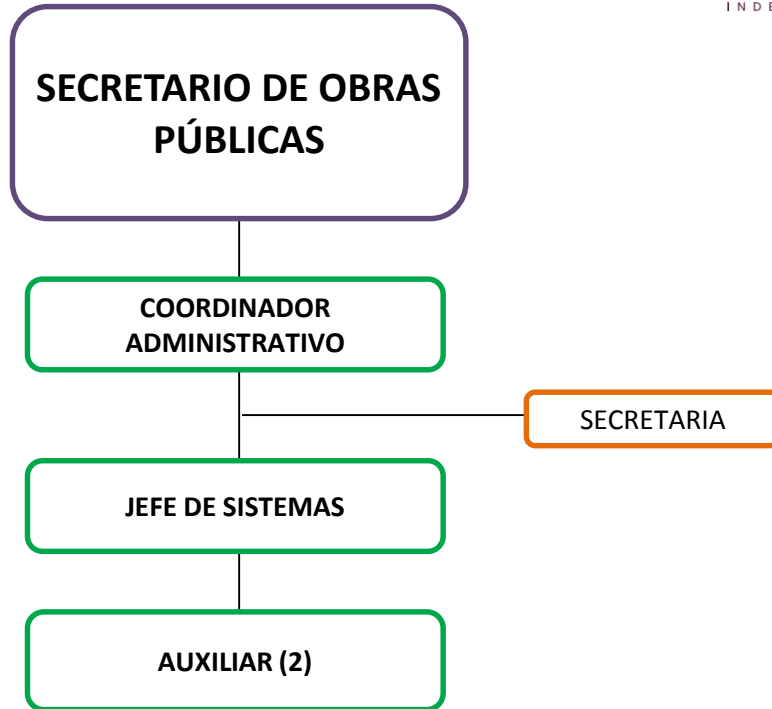 INDE
SECRETARIO DE OBRAS
PÚBLICAS
COORDINADOR
ADMINISTRATIVO
SECRETARIA
JEFE DE SISTEMAS
AUXILIAR (2)